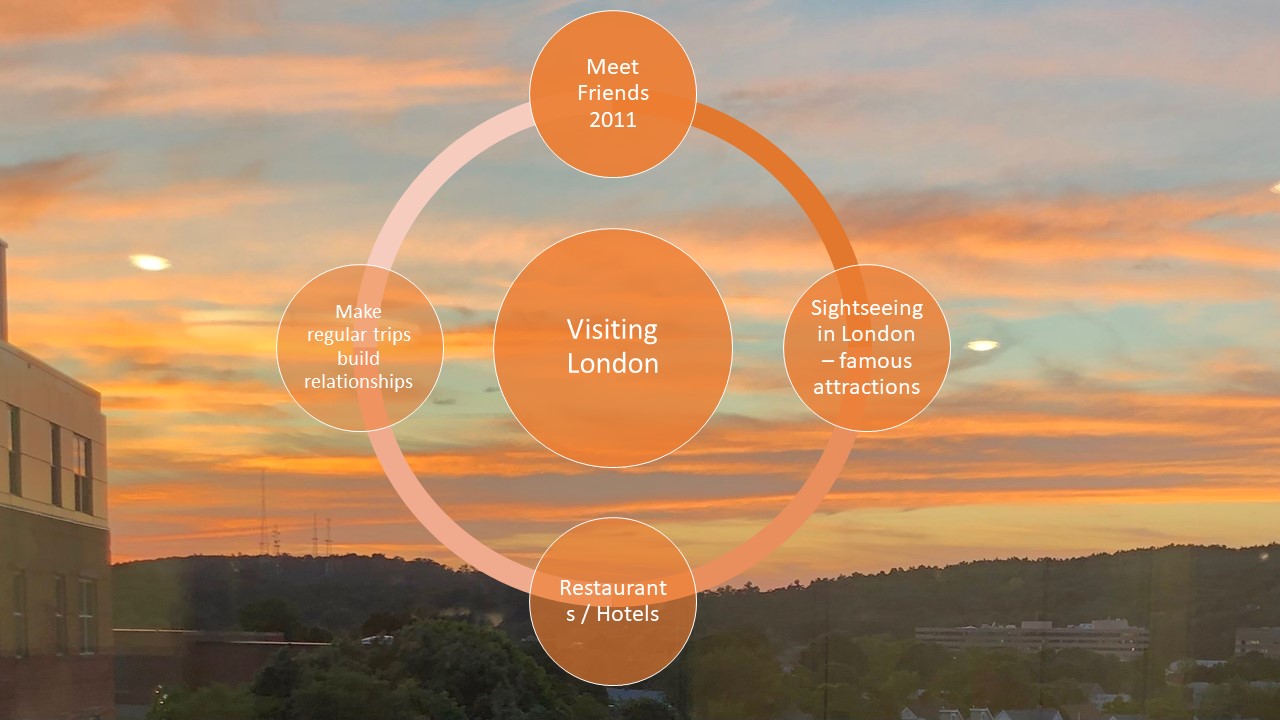 Meet
Friends
2011
Visiting
London
Sightseeing
in London
– famous
attractions
Restaurant
s / Hotels
Make
regular trips
build
relationships